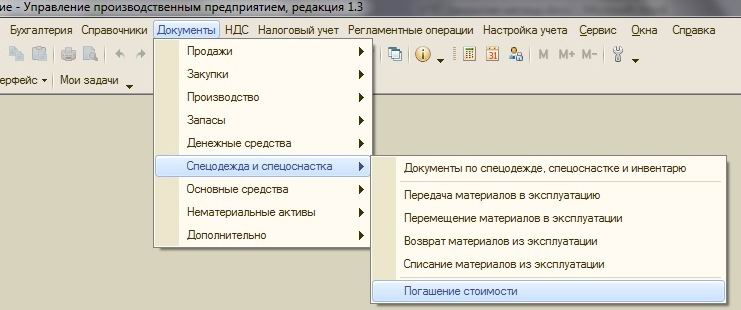 ие - Управление производственным предприятием, редакция 1.3
Бухгалтерия Справочники Документы НДС Налоговый учет Регламентные операции Настройка учета Сервис Окна Справка
M M+ M-
ерфейс Мои задачи
Продажи
Закупки
Производство
Запасы
Денежные средства
Спецодежда и спецоснастка
Основные средства
Нематериальные активы
Дополнительно
Документы по спецодежде, спецоснастке и инвентарю
Передача материалов в эксплуатацию
Перемещение материалов в эксплуатации
Возврат материалов из эксплуатации
Списание материалов из эксплуатации
Погашение стоимости